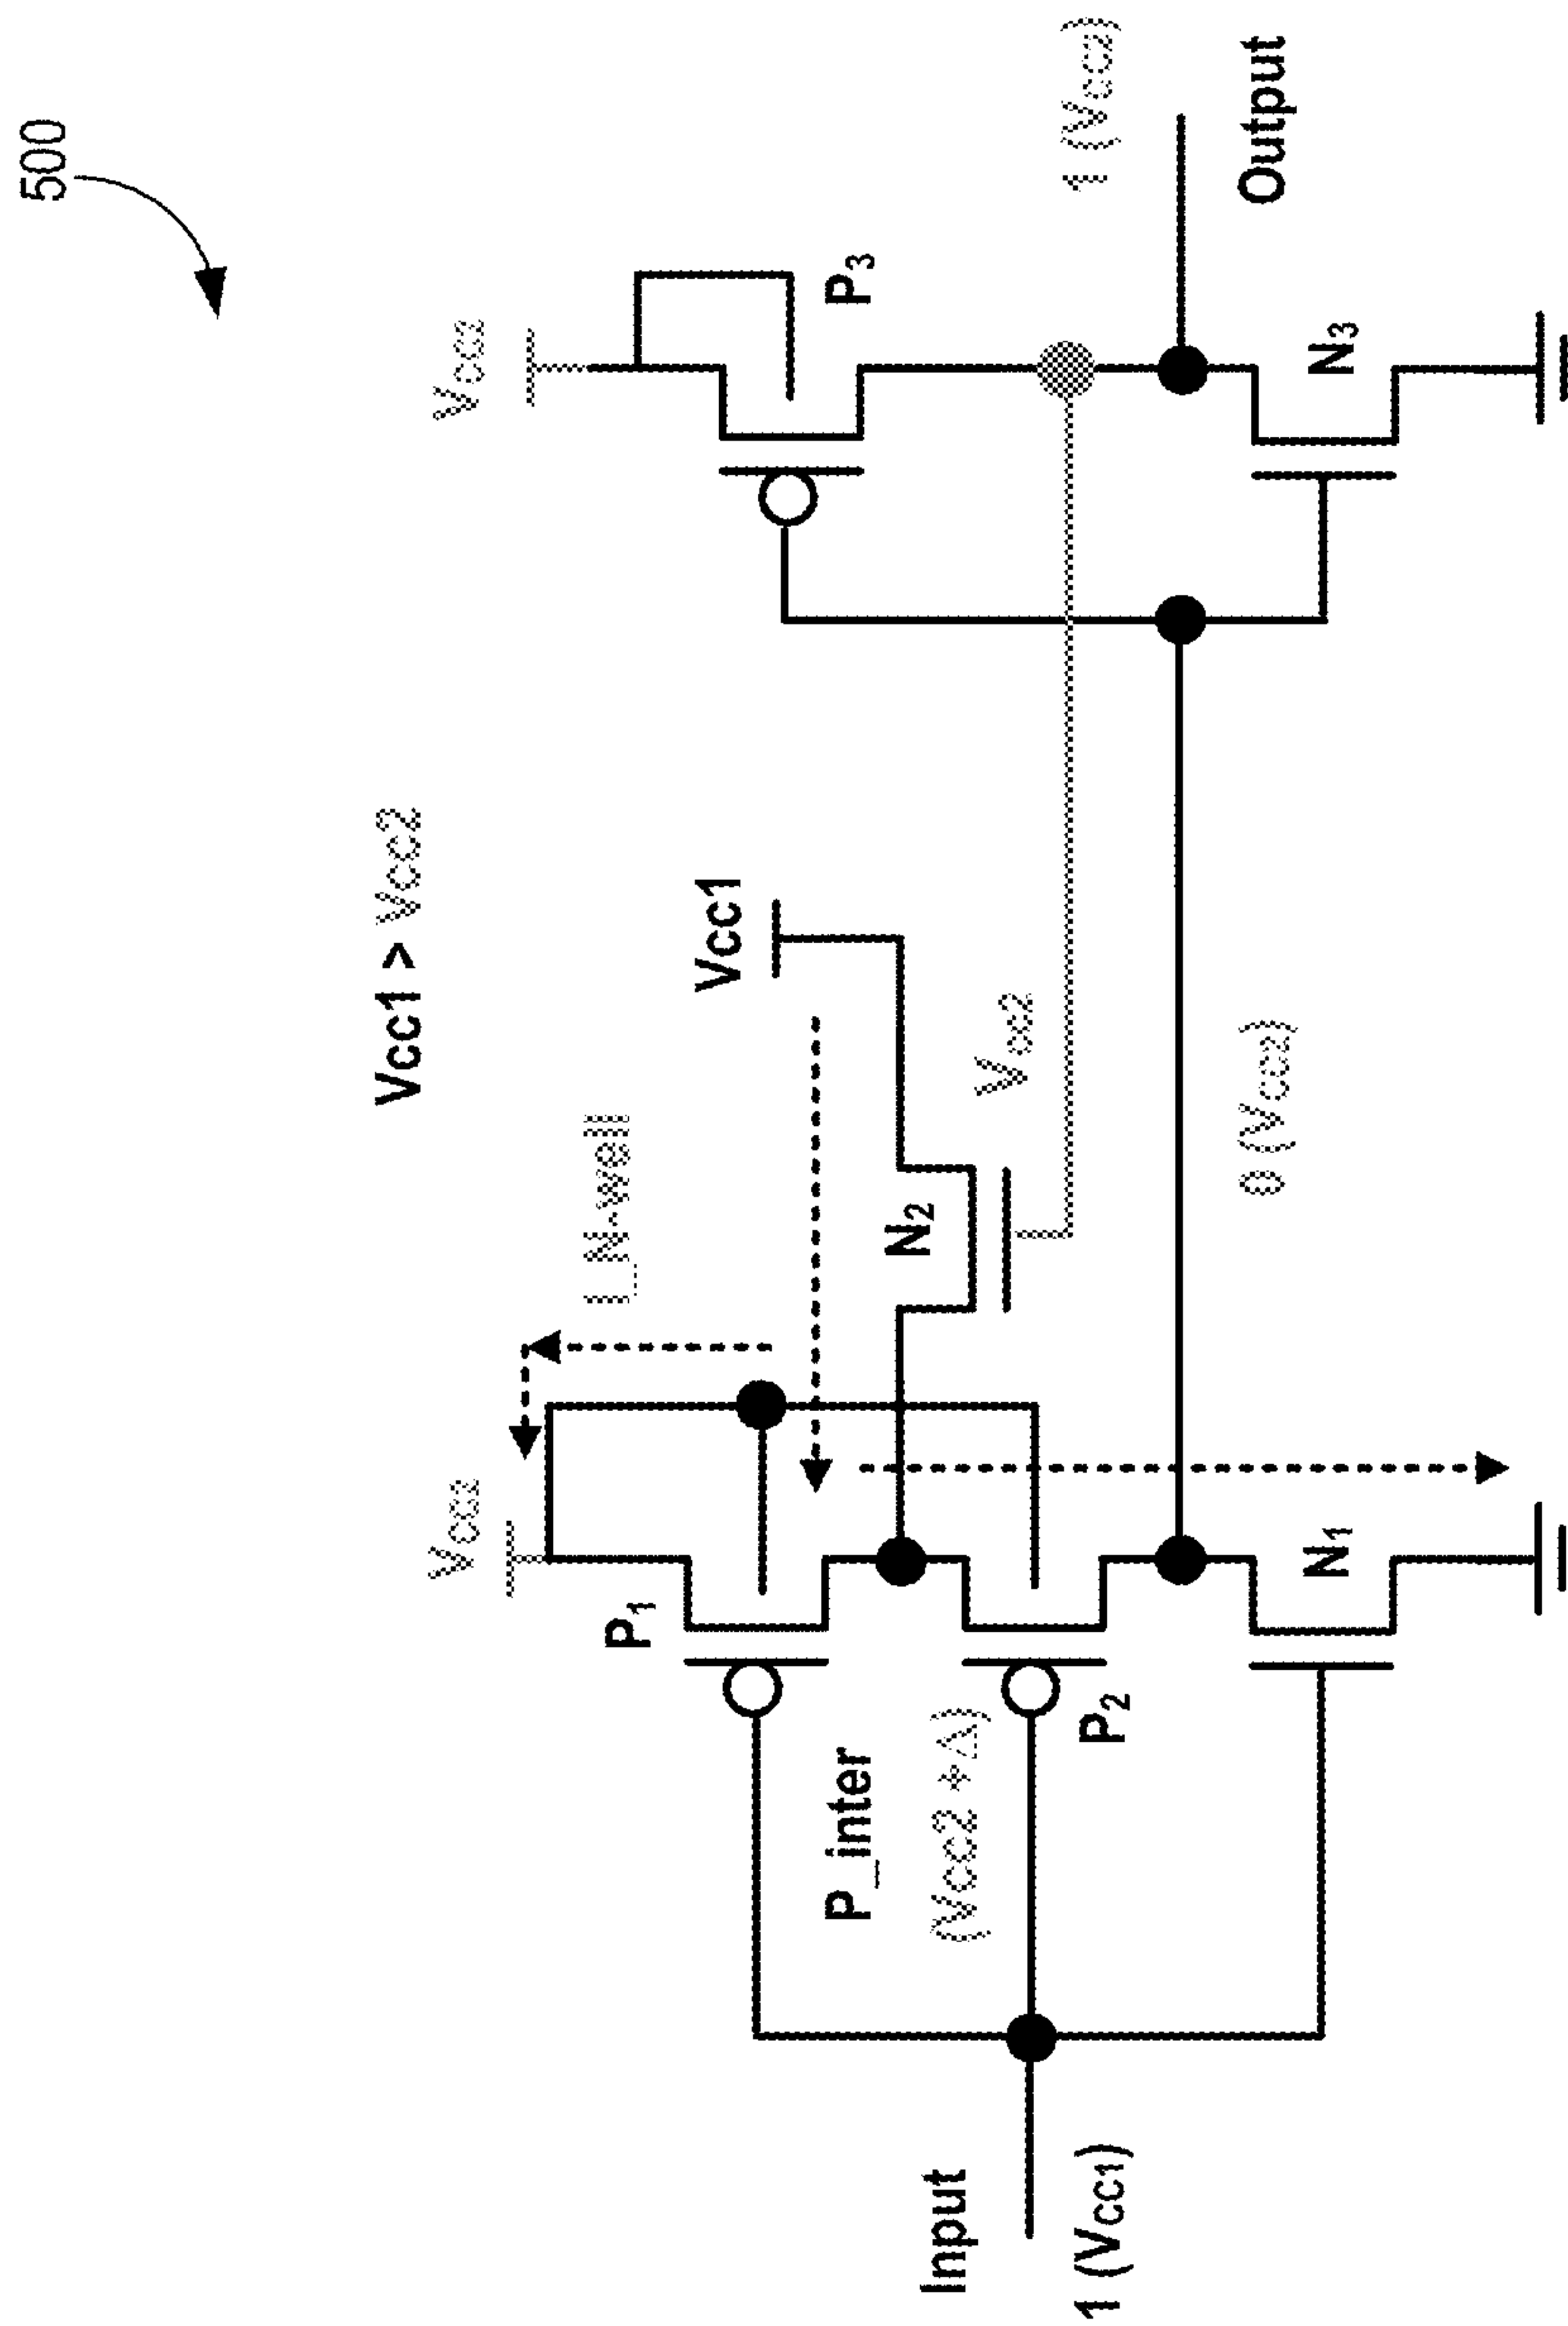 500
Vcc1 > Vcc2
Vcc2
I_N-well
Vcc1
Vcc2
P1
P3
P_inter
N2
(Vcc2 + Δ)
Vcc2
1 (Vcc2)
Input
1 (Vcc1)
P2
0 (Vcc2)
Output
N1
N3